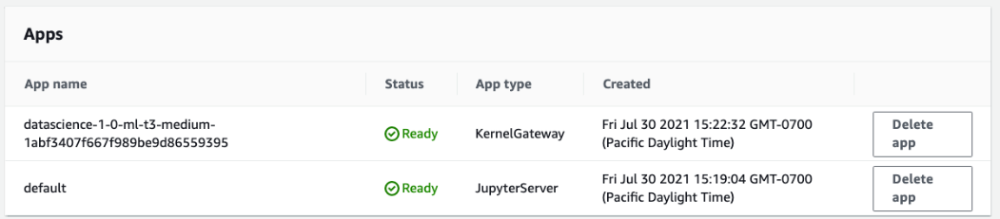 Apps
App name Status App type Created
datascience-1-0-ml-t3-medium-
1abf3407f667f989be9d86559395
Ready
KernelGateway
Fri Jul 30 2021 15:22:32 GMT-0700
(Pacific Daylight Time)
Delete
app
default
Ready
JupyterServer
Fri Jul 30 2021 15:19:04 GMT-0700
(Pacific Daylight Time)
Delete
app